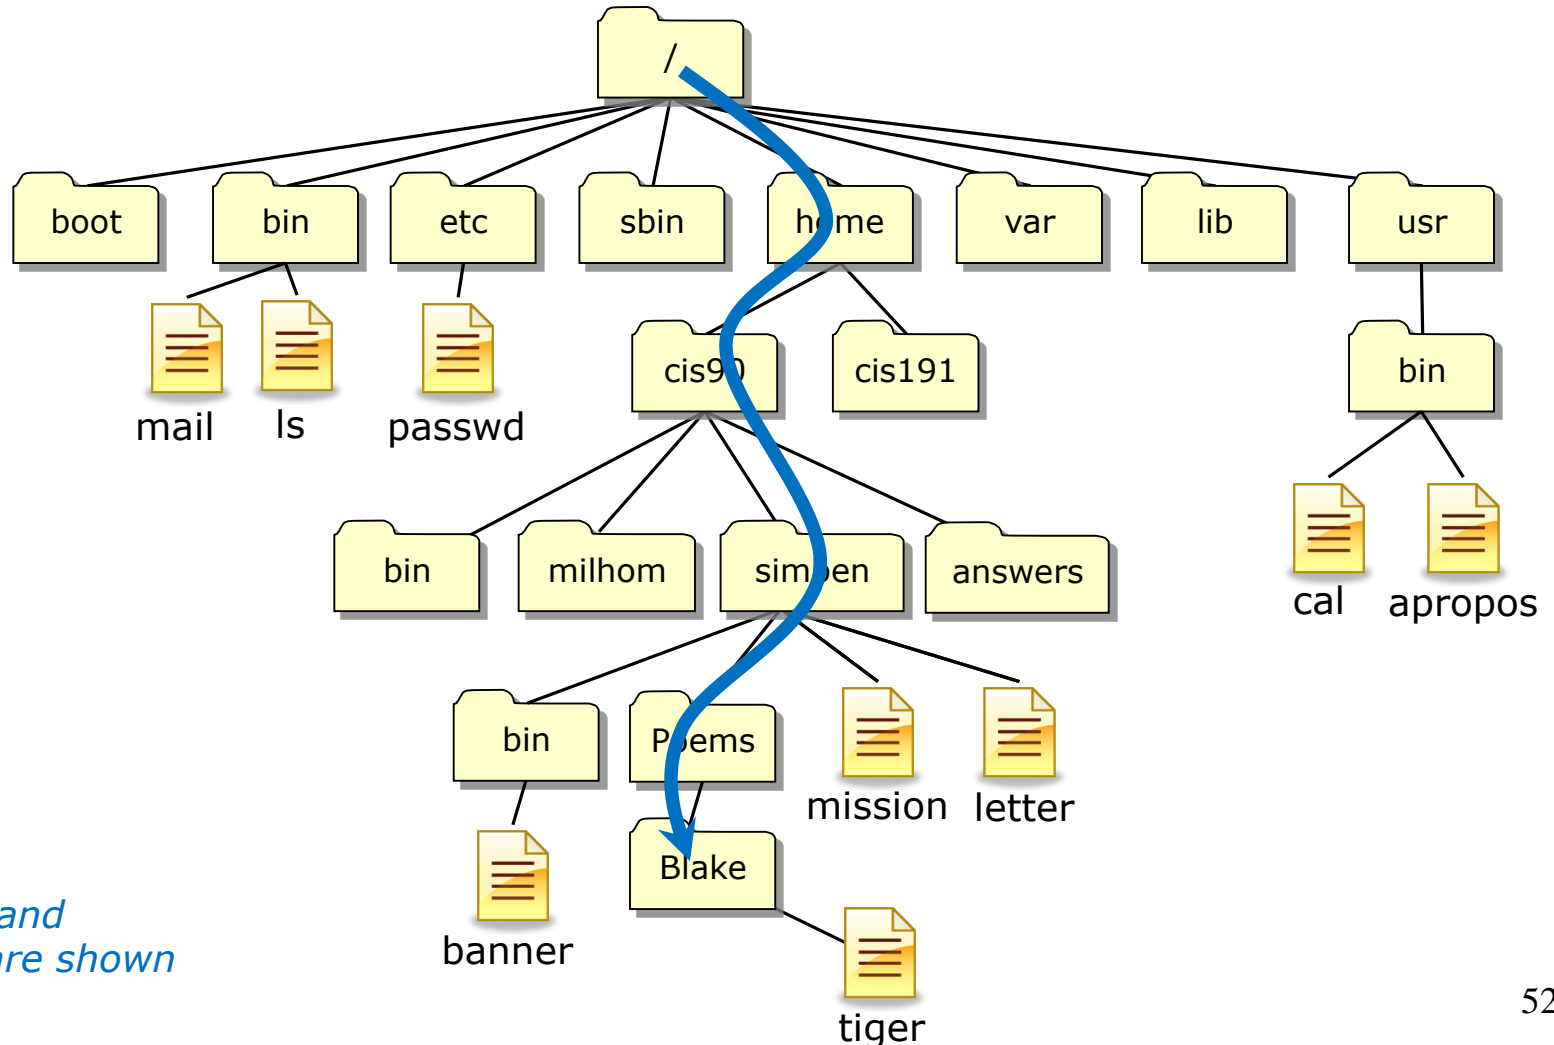 /
boot bin etc sbin home var lib usr
cis90 cis191 bin
mail ls passwd
bin milhom simben answers
cal apropos
bin Poems
mission letter
Blake
and
are shown
banner
52
tiger